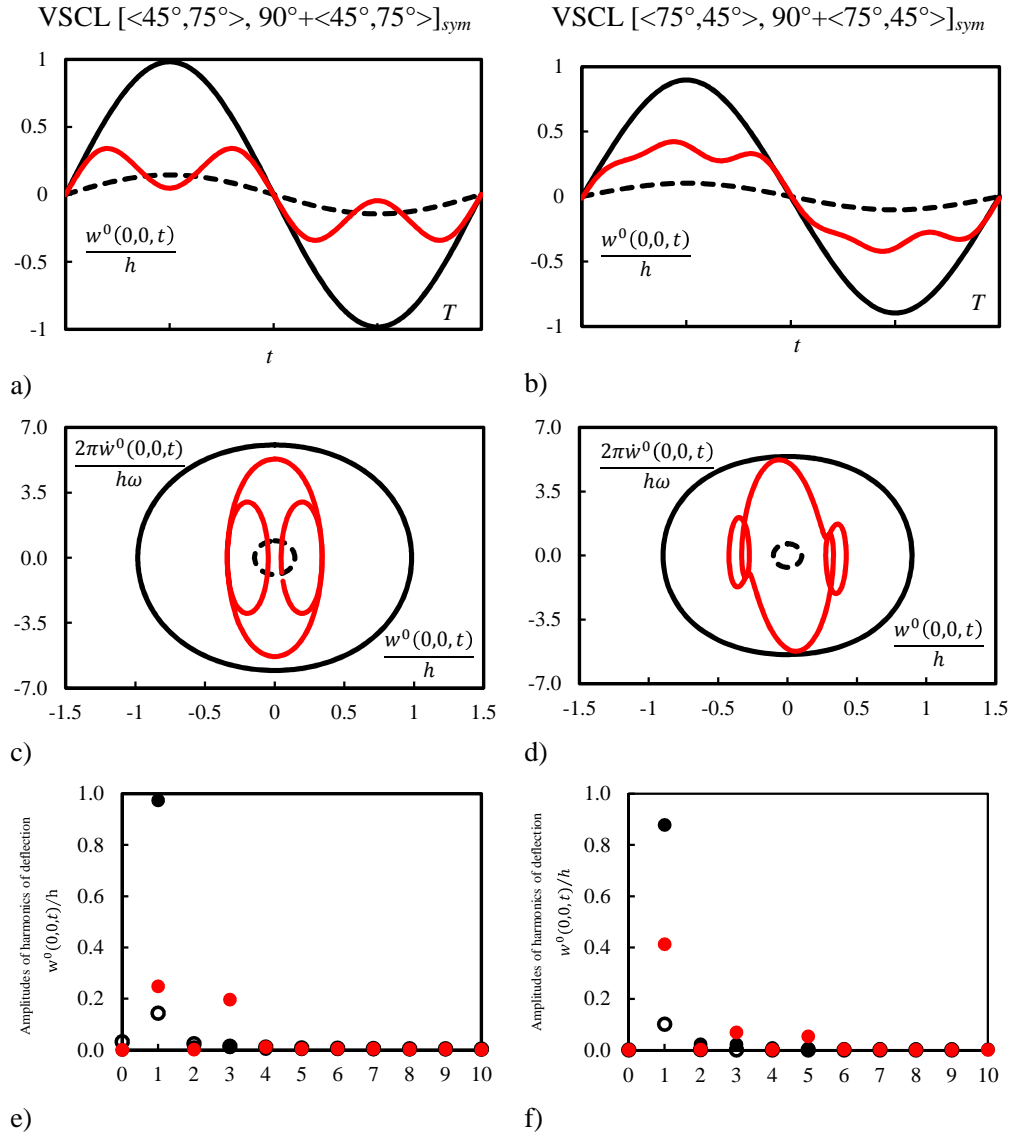 VSCL [<45°,75°>, 90°+<45°,75°>]sym
VSCL [<75°,45°>, 90°+<75°,45°>]sym
1
0.5
0
-0.5
-1
w⁰(0,0,t)
h
T
t
a)
1
0.5
0
-0.5
-1
w⁰(0,0,t)
h
T
t
b)
7.0
3.5
0.0
-3.5
-7.0
2πẇ⁰(0,0,t)
hω
w⁰(0,0,t)
h
-1.5 -1 -0.5 0 0.5 1 1.5
c)
7.0
3.5
0.0
-3.5
-7.0
2πẇ⁰(0,0,t)
hω
w⁰(0,0,t)
h
-1.5 -1 -0.5 0 0.5 1 1.5
d)
Amplitudes of harmonics of deflection
w⁰(0,0,t)/h
1.0
0.8
0.6
0.4
0.2
0.0
0 1 2 3 4 5 6 7 8 9 10
e)
Amplitudes of harmonics of deflection
w⁰(0,0,t)/h
1.0
0.8
0.6
0.4
0.2
0.0
0 1 2 3 4 5 6 7 8 9 10
f)